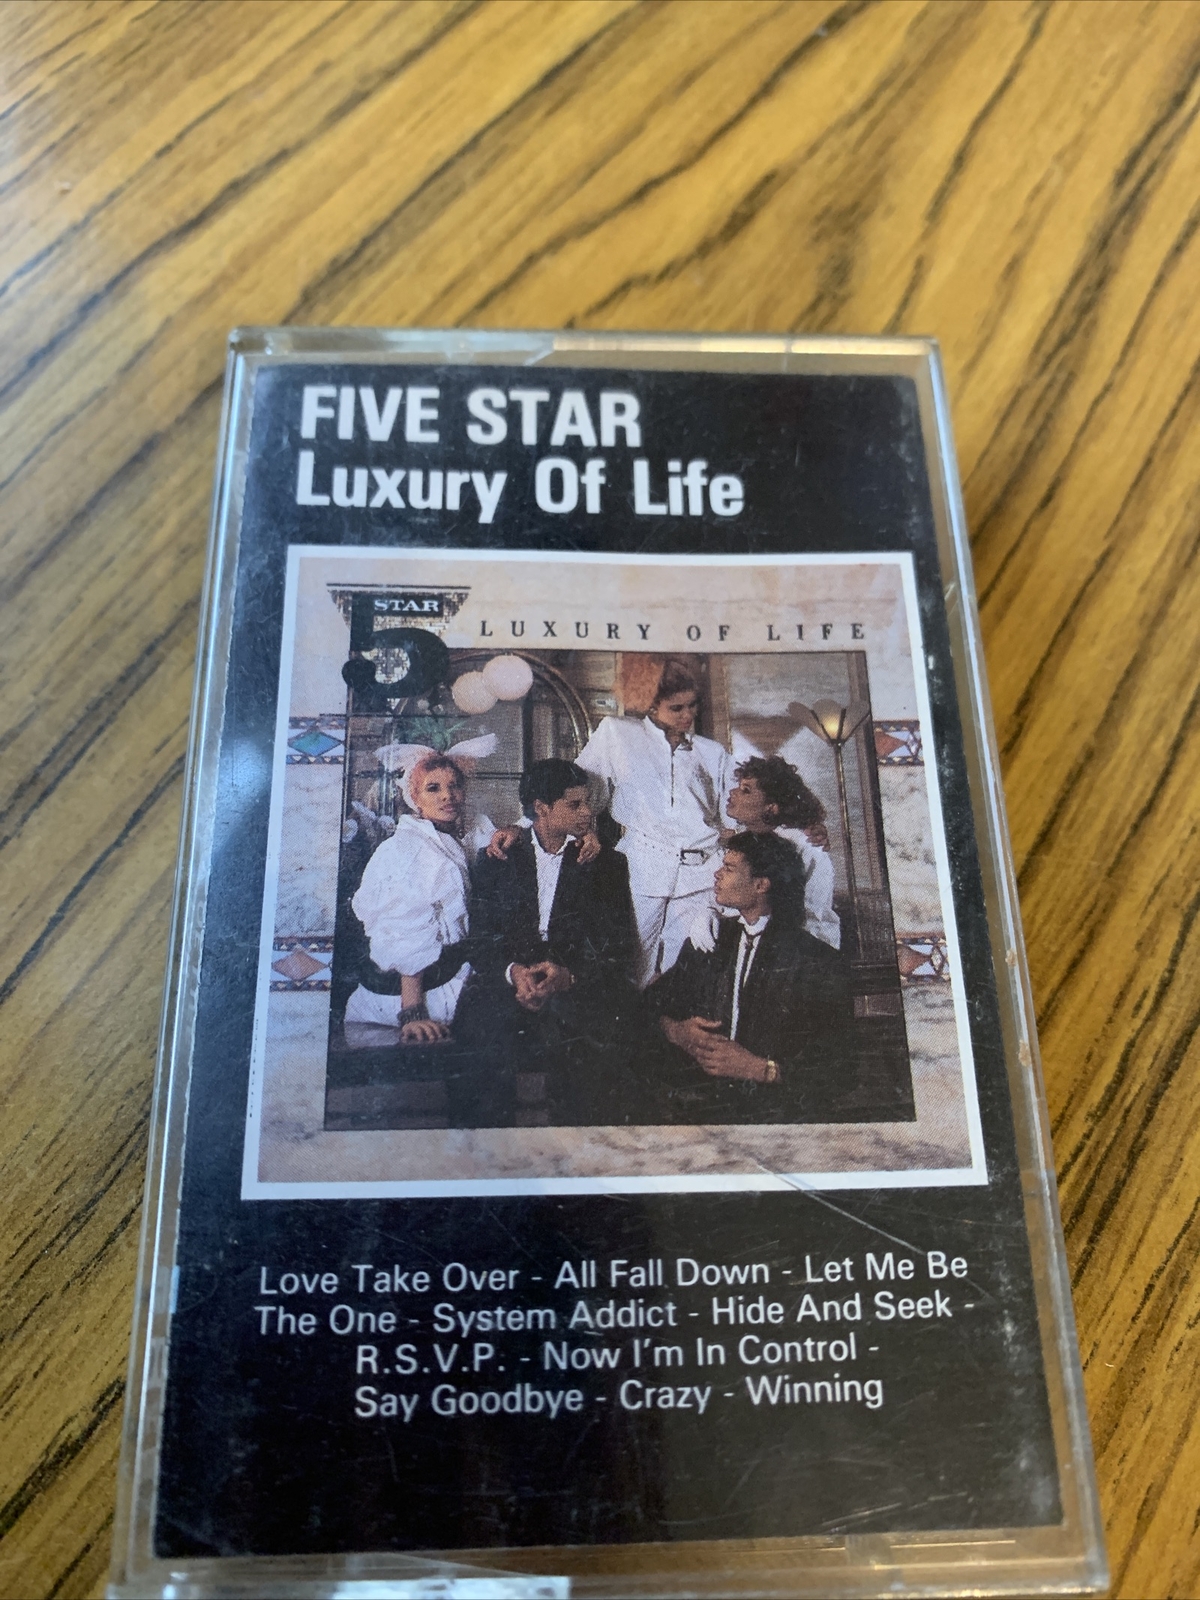 FIVE STAR
Luxury Of Life
5 STAR
LUXURY OF LIFE
Love Take Over - All Fall Down - Let Me Be
The One - System Addict - Hide And Seek -
R.S.V.P. - Now I'm In Control -
Say Goodbye - Crazy - Winning